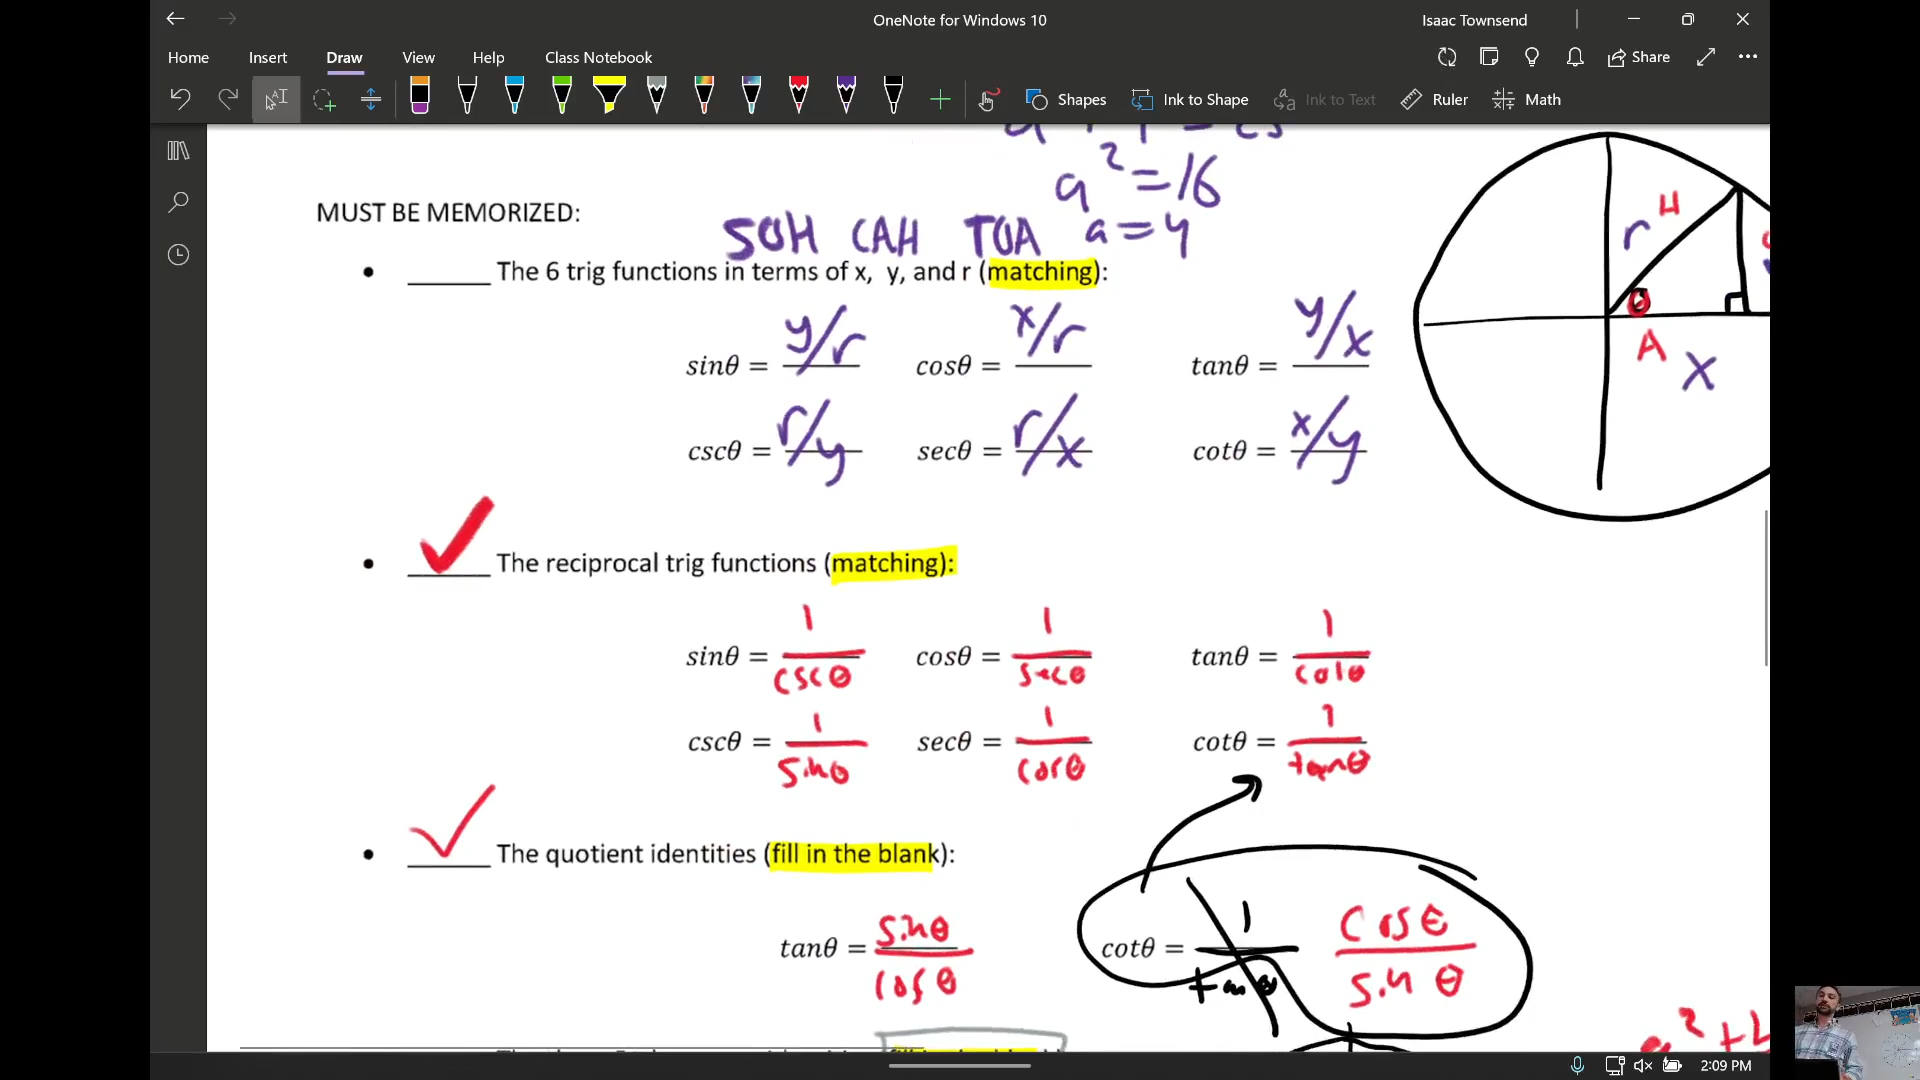 OneNote for Windows 10
Isaac Townsend
Home Insert Draw View Help Class Notebook
Share
Shapes Ink to Shape Ink to Text Ruler Math
a² = 16
MUST BE MEMORIZED:
SOH CAH TOA a = 4
• ______ The 6 trig functions in terms of x, y, and r (matching):
sinθ = y/r cosθ = x/r tanθ = y/x
cscθ = r/y secθ = r/x cotθ = x/y
r H
θ
A x
• ✓ The reciprocal trig functions (matching):
sinθ = 1/cscθ cosθ = 1/secθ tanθ = 1/cotθ
cscθ = 1/sinθ secθ = 1/cosθ cotθ = 1/tanθ
• ✓ The quotient identities (fill in the blank):
tanθ = sinθ/cosθ cotθ = 1/tanθ cosθ/sinθ
2:09 PM